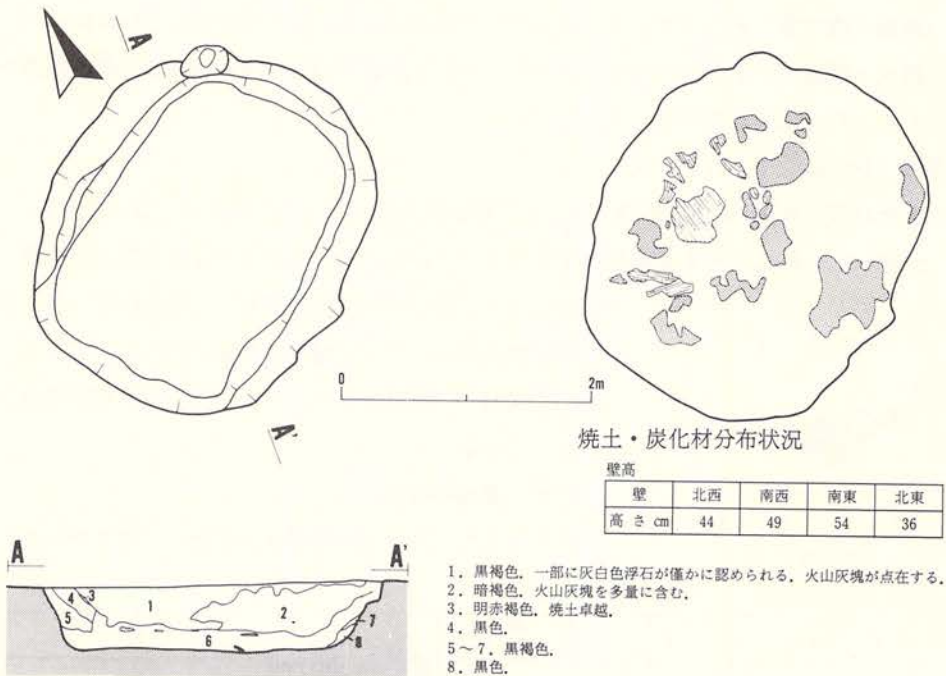 A
A'
0 2m
焼土・炭化材分布状況
壁高
壁 北西 南西 南東 北東
高さcm 44 49 54 36
A A'
1 2 3 4 5 6 7 8
1. 黒褐色. 一部に灰白色浮石が僅かに認められる. 火山灰塊が点在する.
2. 暗褐色. 火山灰塊を多量に含む.
3. 明赤褐色. 焼土卓越.
4. 黒色.
5～7. 黒褐色.
8. 黒色.